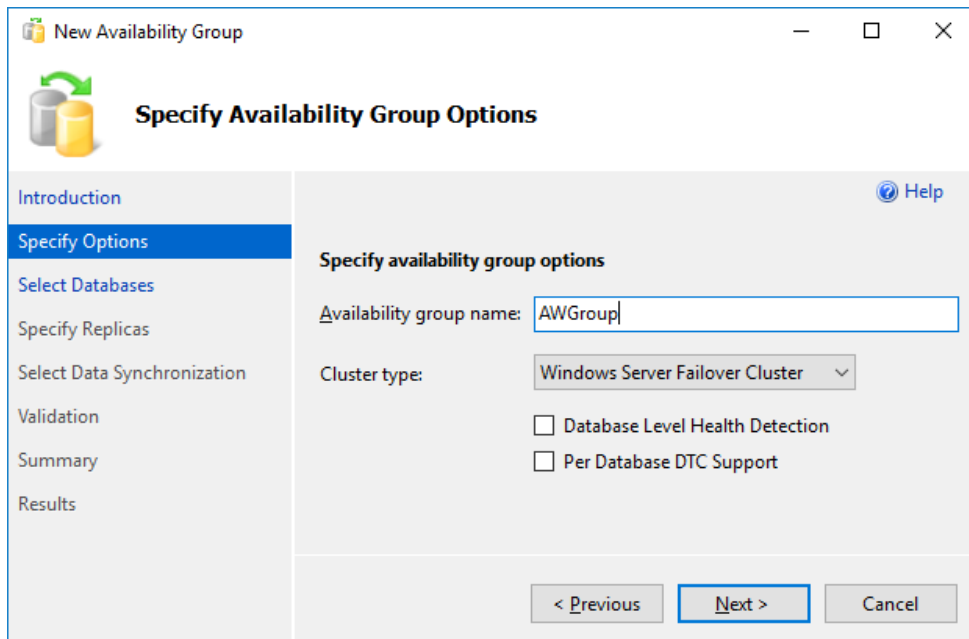 New Availability Group
Specify Availability Group Options
Introduction
Specify Options
Select Databases
Specify Replicas
Select Data Synchronization
Validation
Summary
Results
Help
Specify availability group options
Availability group name: AWGroup
Cluster type: Windows Server Failover Cluster
Database Level Health Detection
Per Database DTC Support
< Previous Next > Cancel